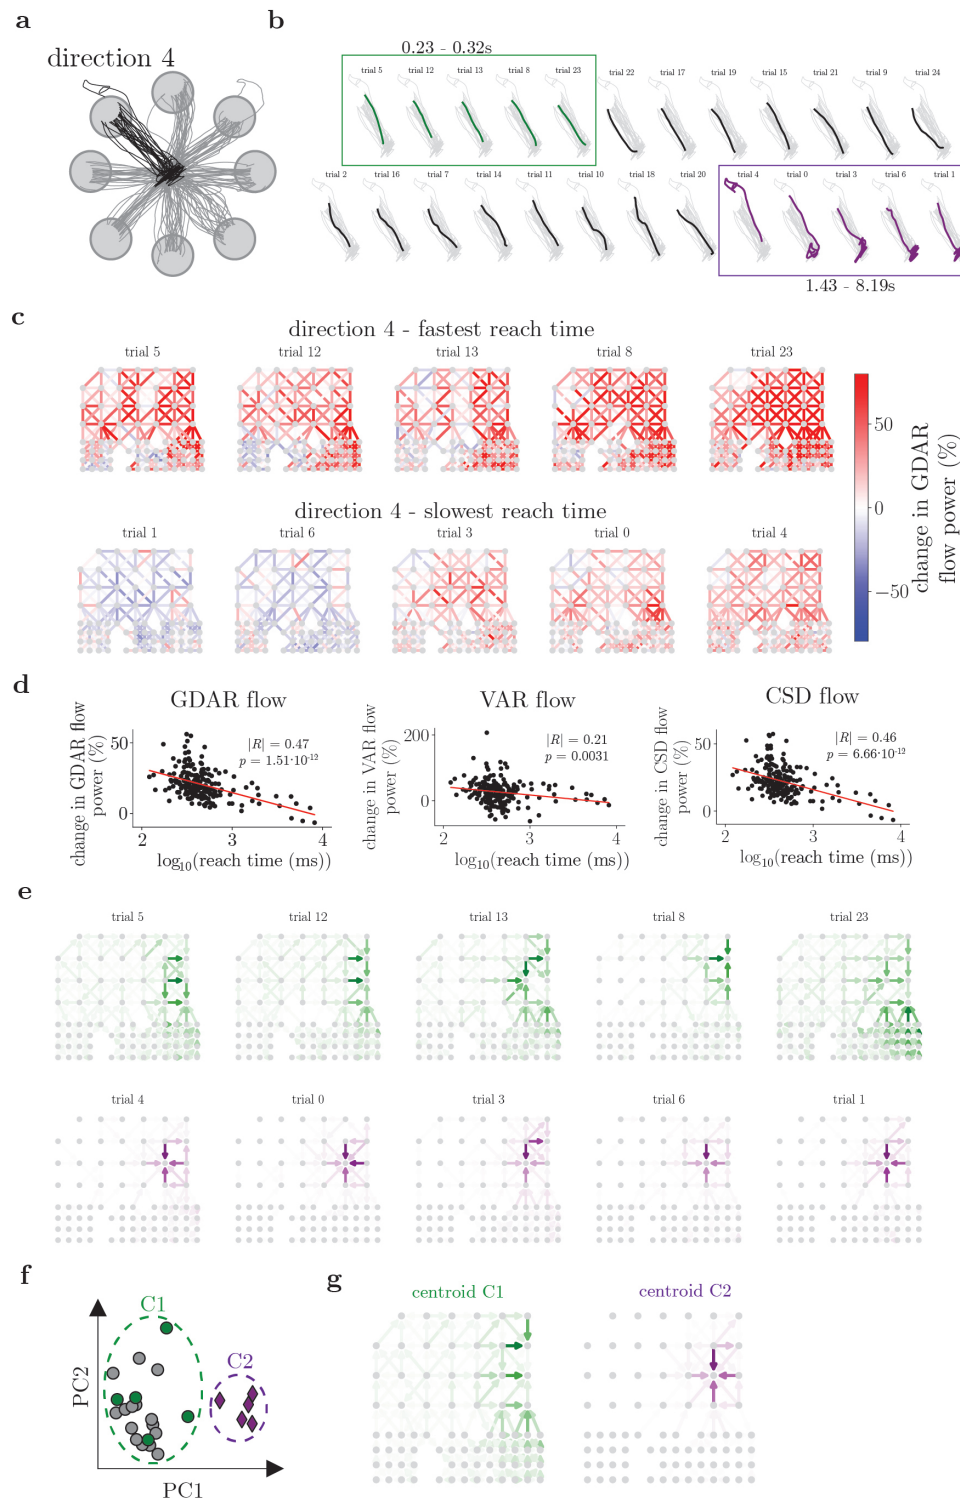 a
direction 4
b
0.23 - 0.32s
trial 5 trial 12 trial 13 trial 8 trial 23 trial 22 trial 17 trial 19 trial 15 trial 21 trial 9 trial 24
trial 2 trial 16 trial 7 trial 14 trial 11 trial 10 trial 18 trial 20 trial 4 trial 0 trial 3 trial 6 trial 1
1.43 - 8.19s
c
direction 4 - fastest reach time
trial 5 trial 12 trial 13 trial 8 trial 23
direction 4 - slowest reach time
trial 1 trial 6 trial 3 trial 0 trial 4
50
0
−50
change in GDAR
flow power (%)
d
GDAR flow
change in GDAR flow
power (%)
50
0
|R| = 0.47
p = 1.51·10⁻¹²
2 3 4
log₁₀(reach time (ms))
VAR flow
change in VAR flow
power (%)
200
0
|R| = 0.21
p = 0.0031
2 3 4
log₁₀(reach time (ms))
CSD flow
change in CSD flow
power (%)
50
0
|R| = 0.46
p = 6.66·10⁻¹²
2 3 4
log₁₀(reach time (ms))
e
trial 5 trial 12 trial 13 trial 8 trial 23
trial 4 trial 0 trial 3 trial 6 trial 1
f
C1
C2
PC2
PC1
g
centroid C1
centroid C2